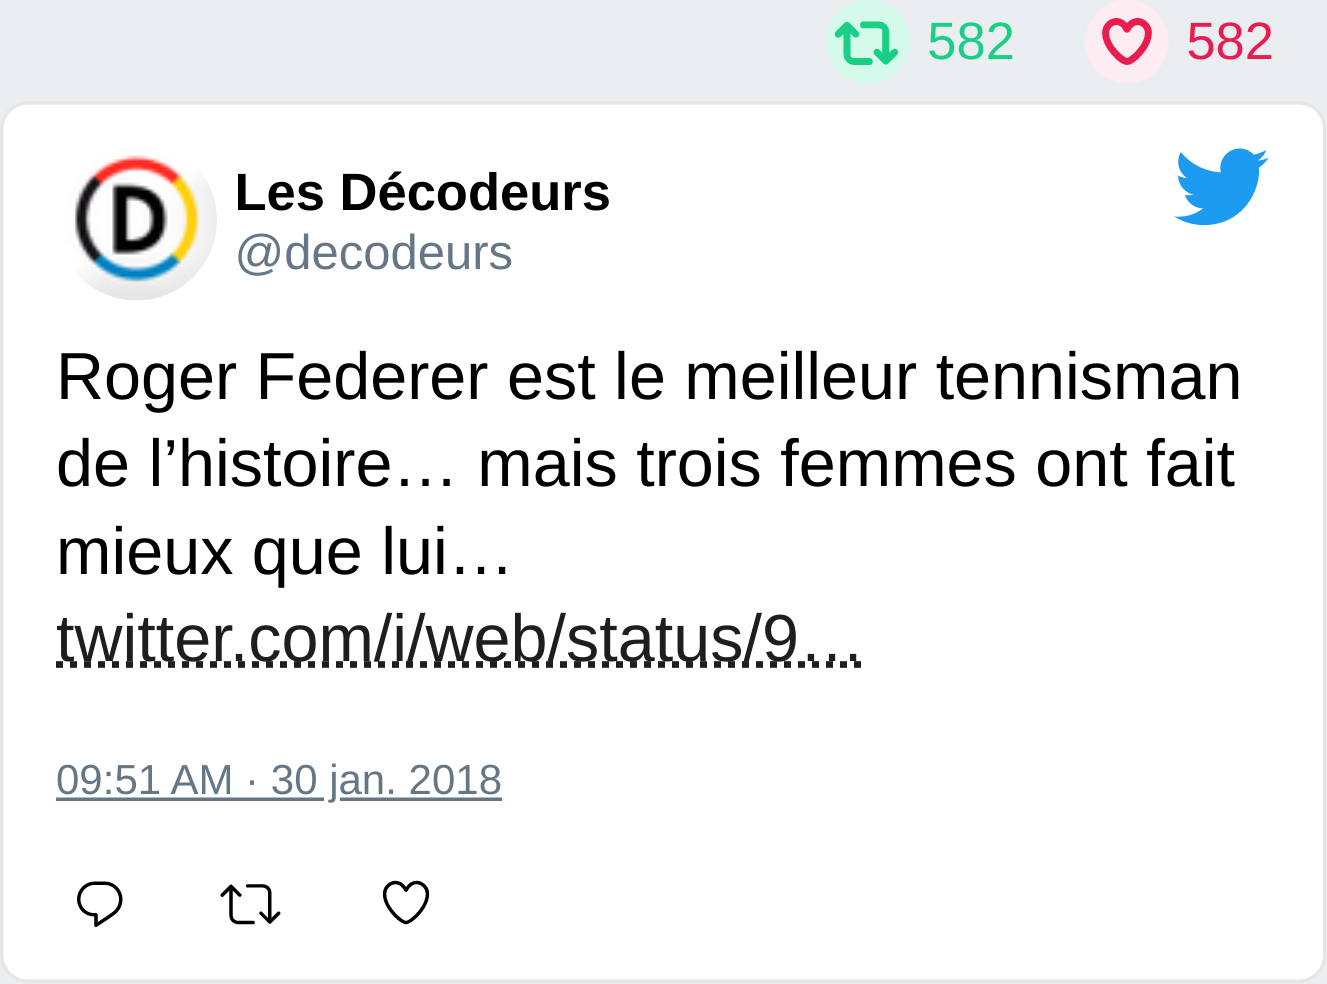 582 582
D
Les Décodeurs
@decodeurs
Roger Federer est le meilleur tennisman
de l’histoire… mais trois femmes ont fait
mieux que lui…
twitter.com/i/web/status/9…
09:51 AM · 30 jan. 2018